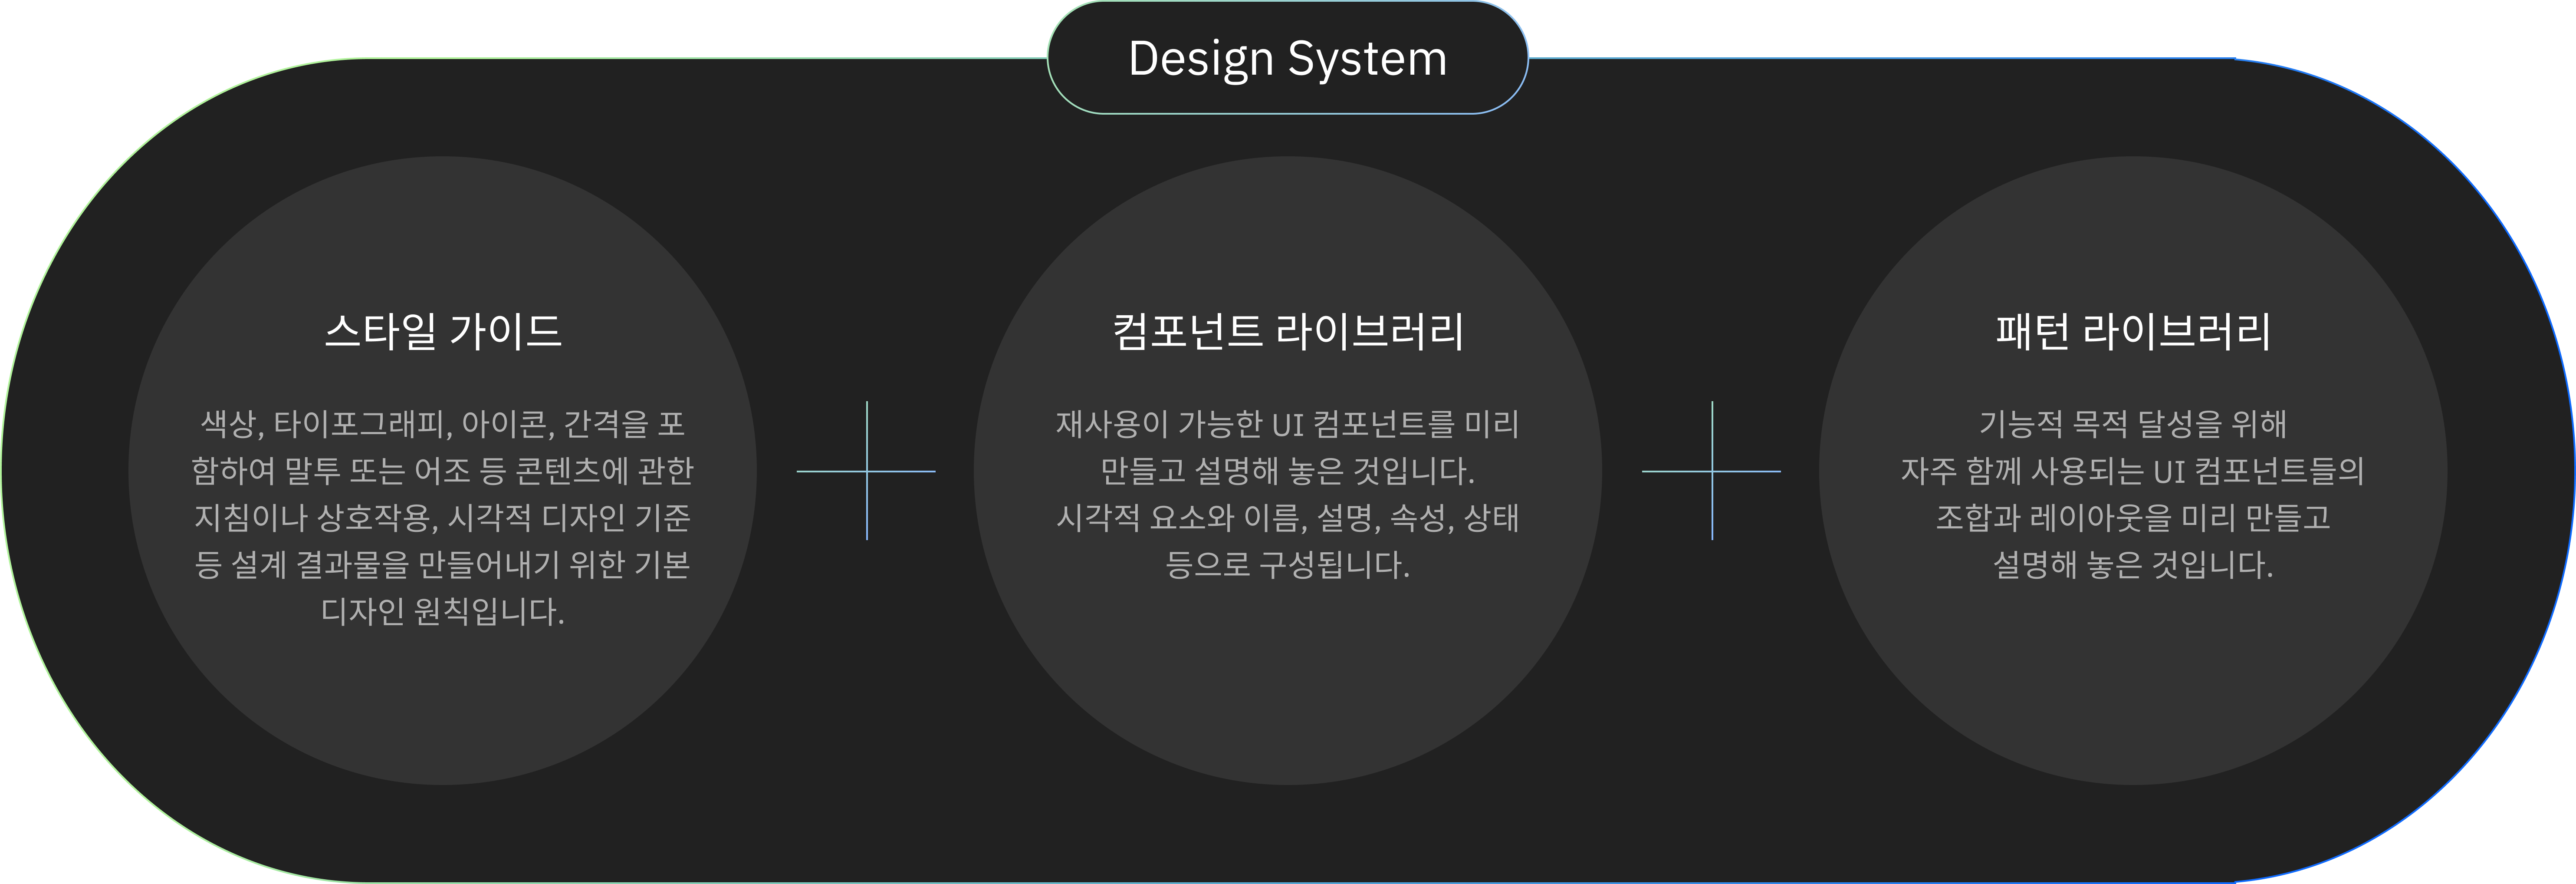 Design System
스타일 가이드
색상, 타이포그래피, 아이콘, 간격을 포
함하여 말투 또는 어조 등 콘텐츠에 관한
지침이나 상호작용, 시각적 디자인 기준
등 설계 결과물을 만들어내기 위한 기본
디자인 원칙입니다.
컴포넌트 라이브러리
재사용이 가능한 UI 컴포넌트를 미리
만들고 설명해 놓은 것입니다.
시각적 요소와 이름, 설명, 속성, 상태
등으로 구성됩니다.
패턴 라이브러리
기능적 목적 달성을 위해
자주 함께 사용되는 UI 컴포넌트들의
조합과 레이아웃을 미리 만들고
설명해 놓은 것입니다.